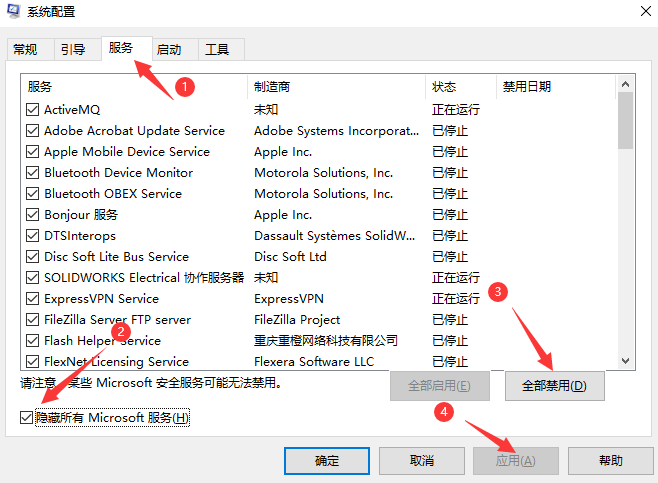 系统配置
常规 引导 服务 启动 工具
1
服务 制造商 状态 禁用日期
ActiveMQ 未知 正在运行
Adobe Acrobat Update Service Adobe Systems Incorporat... 已停止
Apple Mobile Device Service Apple Inc. 已停止
Bluetooth Device Monitor Motorola Solutions, Inc. 已停止
Bluetooth OBEX Service Motorola Solutions, Inc. 已停止
Bonjour 服务 Apple Inc. 已停止
DTSInterops Dassault Systèmes SolidW... 已停止
Disc Soft Lite Bus Service Disc Soft Ltd 已停止
SOLIDWORKS Electrical 协作服务器 未知 正在运行
ExpressVPN Service ExpressVPN 正在运行
3
FileZilla Server FTP server FileZilla Project 已停止
2
Flash Helper Service 重庆重橙网络科技有限公司 已停止
FlexNet Licensing Service Flexera Software LLC 已停止
请注意，某些 Microsoft 安全服务可能无法禁用。
全部启用(E) 全部禁用(D)
4
隐藏所有 Microsoft 服务(H)
确定 取消 应用(A) 帮助